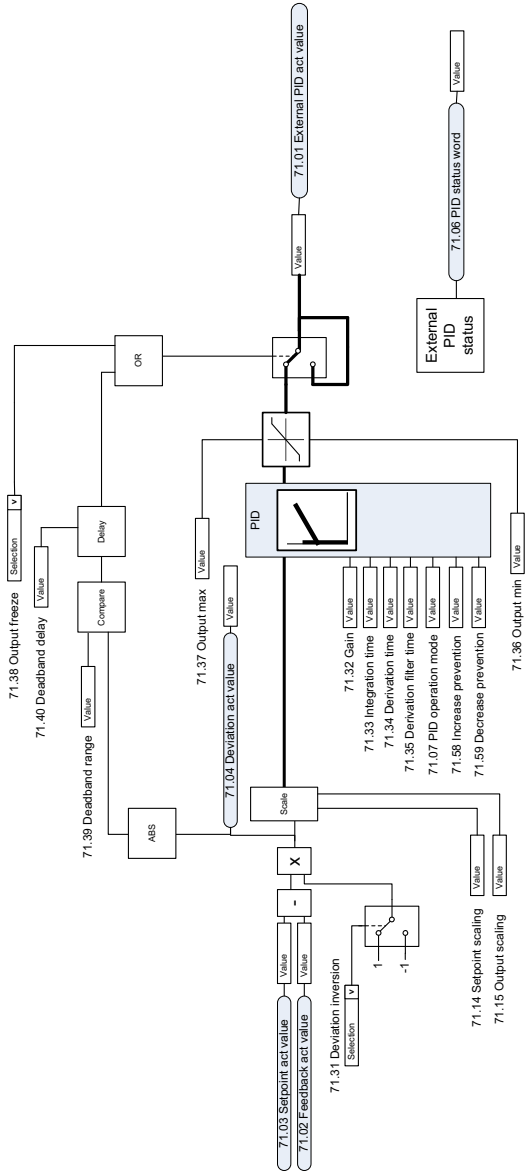 71.38 Output freeze
Selection v
71.40 Deadband delay
Value
71.39 Deadband range
Value
Compare
Delay
OR
ABS
71.04 Deviation act value
Value
71.37 Output max
Value
71.03 Setpoint act value
Value
71.02 Feedback act value
Value
-
X
Scale
PID
Value
71.01 External PID act value
71.31 Deviation inversion
Selection v
1
-1
71.14 Setpoint scaling
Value
71.15 Output scaling
Value
71.32 Gain
Value
71.33 Integration time
Value
71.34 Derivation time
Value
71.35 Derivation filter time
Value
71.07 PID operation mode
Value
71.58 Increase prevention
Value
71.59 Decrease prevention
Value
71.36 Output min
Value
External
PID
status
71.06 PID status word
Value